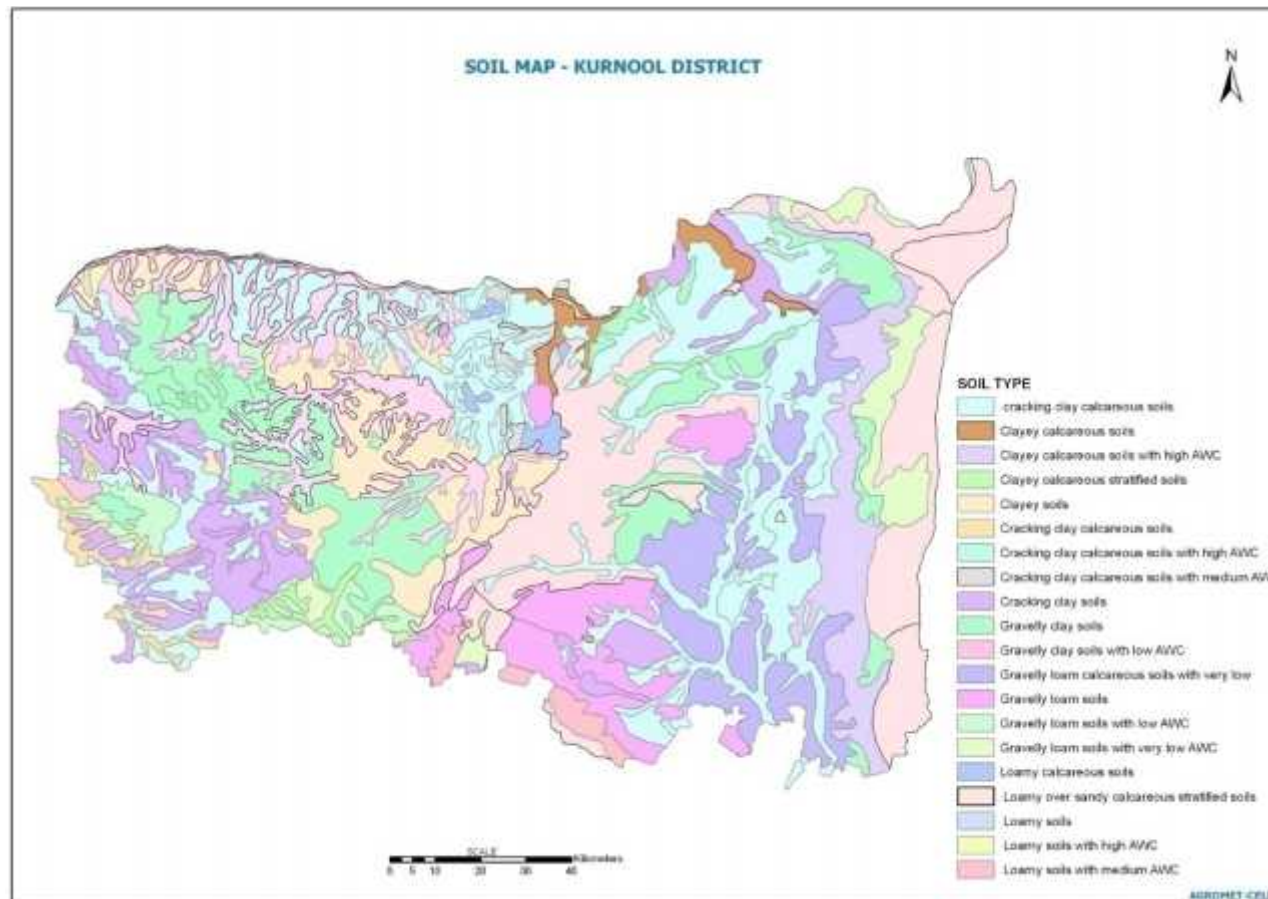 SOIL MAP - KURNOOL DISTRICT
N
SOIL TYPE
cracking clay calcareous soils
Clayey calcareous soils
Clayey calcareous soils with high AWC
Clayey calcareous stratified soils
Clayey soils
Cracking clay calcareous soils
Cracking clay calcareous soils with high AWC
Cracking clay calcareous soils with medium AW
Cracking clay soils
Gravelly clay soils
Gravelly clay soils with low AWC
Gravelly loam calcareous soils with very low
Gravelly loam soils
Gravelly loam soils with low AWC
Gravelly loam soils with very low AWC
Loamy calcareous soils
Loamy over sandy calcareous stratified soils
Loamy soils
Loamy soils with high AWC
Loamy soils with medium AWC
SCALE
Kilometers
0 5 10 20 30 40
AGROMET-CELL